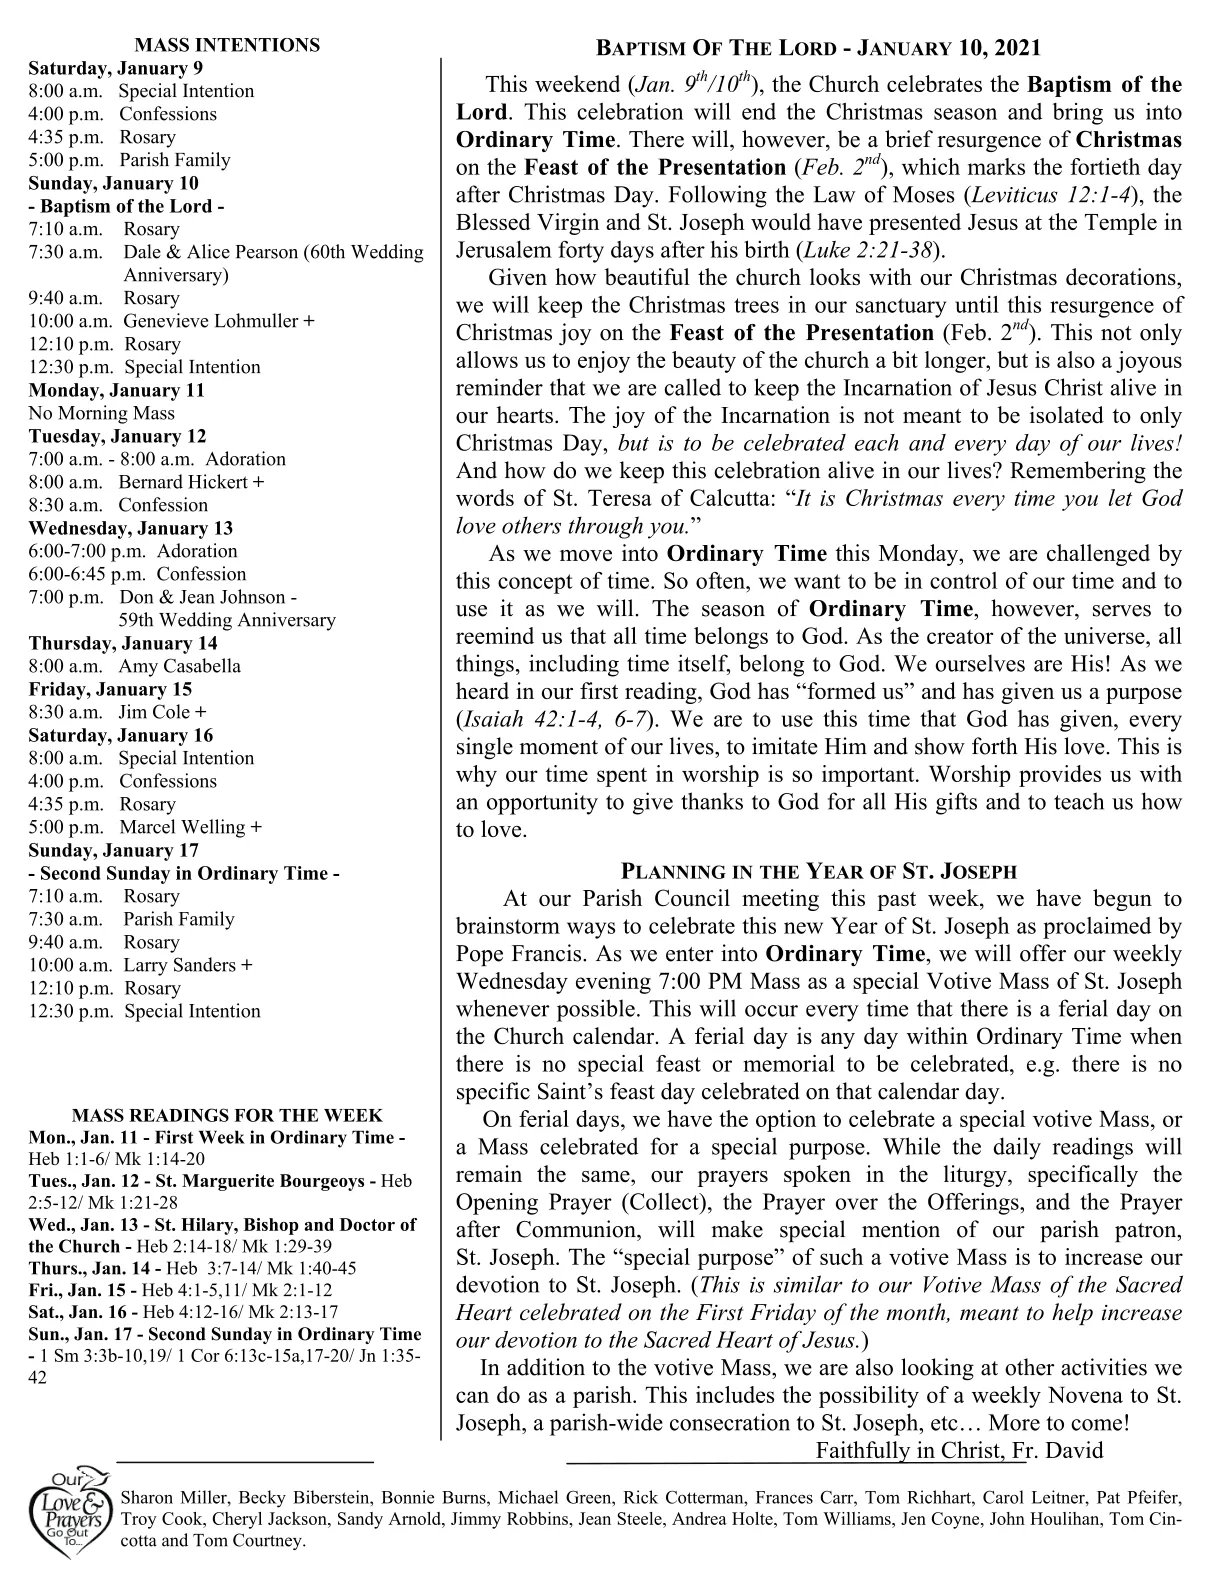 MASS INTENTIONS
Saturday, January 9
8:00 a.m. Special Intention
4:00 p.m. Confessions
4:35 p.m. Rosary
5:00 p.m. Parish Family
Sunday, January 10
- Baptism of the Lord -
7:10 a.m. Rosary
7:30 a.m. Dale & Alice Pearson (60th Wedding
Anniversary)
9:40 a.m. Rosary
10:00 a.m. Genevieve Lohmuller +
12:10 p.m. Rosary
12:30 p.m. Special Intention
Monday, January 11
No Morning Mass
Tuesday, January 12
7:00 a.m. - 8:00 a.m. Adoration
8:00 a.m. Bernard Hickert +
8:30 a.m. Confession
Wednesday, January 13
6:00-7:00 p.m. Adoration
6:00-6:45 p.m. Confession
7:00 p.m. Don & Jean Johnson -
59th Wedding Anniversary
Thursday, January 14
8:00 a.m. Amy Casabella
Friday, January 15
8:30 a.m. Jim Cole +
Saturday, January 16
8:00 a.m. Special Intention
4:00 p.m. Confessions
4:35 p.m. Rosary
5:00 p.m. Marcel Welling +
Sunday, January 17
- Second Sunday in Ordinary Time -
7:10 a.m. Rosary
7:30 a.m. Parish Family
9:40 a.m. Rosary
10:00 a.m. Larry Sanders +
12:10 p.m. Rosary
12:30 p.m. Special Intention
MASS READINGS FOR THE WEEK
Mon., Jan. 11 - First Week in Ordinary Time -
Heb 1:1-6/ Mk 1:14-20
Tues., Jan. 12 - St. Marguerite Bourgeoys - Heb
2:5-12/ Mk 1:21-28
Wed., Jan. 13 - St. Hilary, Bishop and Doctor of
the Church - Heb 2:14-18/ Mk 1:29-39
Thurs., Jan. 14 - Heb 3:7-14/ Mk 1:40-45
Fri., Jan. 15 - Heb 4:1-5,11/ Mk 2:1-12
Sat., Jan. 16 - Heb 4:12-16/ Mk 2:13-17
Sun., Jan. 17 - Second Sunday in Ordinary Time
- 1 Sm 3:3b-10,19/ 1 Cor 6:13c-15a,17-20/ Jn 1:35-
42
BAPTISM OF THE LORD - JANUARY 10, 2021
This weekend (Jan. 9th/10th), the Church celebrates the Baptism of the
Lord. This celebration will end the Christmas season and bring us into
Ordinary Time. There will, however, be a brief resurgence of Christmas
on the Feast of the Presentation (Feb. 2nd), which marks the fortieth day
after Christmas Day. Following the Law of Moses (Leviticus 12:1-4), the
Blessed Virgin and St. Joseph would have presented Jesus at the Temple in
Jerusalem forty days after his birth (Luke 2:21-38).
Given how beautiful the church looks with our Christmas decorations,
we will keep the Christmas trees in our sanctuary until this resurgence of
Christmas joy on the Feast of the Presentation (Feb. 2nd). This not only
allows us to enjoy the beauty of the church a bit longer, but is also a joyous
reminder that we are called to keep the Incarnation of Jesus Christ alive in
our hearts. The joy of the Incarnation is not meant to be isolated to only
Christmas Day, but is to be celebrated each and every day of our lives!
And how do we keep this celebration alive in our lives? Remembering the
words of St. Teresa of Calcutta: “It is Christmas every time you let God
love others through you.”
As we move into Ordinary Time this Monday, we are challenged by
this concept of time. So often, we want to be in control of our time and to
use it as we will. The season of Ordinary Time, however, serves to
reemind us that all time belongs to God. As the creator of the universe, all
things, including time itself, belong to God. We ourselves are His! As we
heard in our first reading, God has “formed us” and has given us a purpose
(Isaiah 42:1-4, 6-7). We are to use this time that God has given, every
single moment of our lives, to imitate Him and show forth His love. This is
why our time spent in worship is so important. Worship provides us with
an opportunity to give thanks to God for all His gifts and to teach us how
to love.
PLANNING IN THE YEAR OF ST. JOSEPH
At our Parish Council meeting this past week, we have begun to
brainstorm ways to celebrate this new Year of St. Joseph as proclaimed by
Pope Francis. As we enter into Ordinary Time, we will offer our weekly
Wednesday evening 7:00 PM Mass as a special Votive Mass of St. Joseph
whenever possible. This will occur every time that there is a ferial day on
the Church calendar. A ferial day is any day within Ordinary Time when
there is no special feast or memorial to be celebrated, e.g. there is no
specific Saint’s feast day celebrated on that calendar day.
On ferial days, we have the option to celebrate a special votive Mass, or
a Mass celebrated for a special purpose. While the daily readings will
remain the same, our prayers spoken in the liturgy, specifically the
Opening Prayer (Collect), the Prayer over the Offerings, and the Prayer
after Communion, will make special mention of our parish patron,
St. Joseph. The “special purpose” of such a votive Mass is to increase our
devotion to St. Joseph. (This is similar to our Votive Mass of the Sacred
Heart celebrated on the First Friday of the month, meant to help increase
our devotion to the Sacred Heart of Jesus.)
In addition to the votive Mass, we are also looking at other activities we
can do as a parish. This includes the possibility of a weekly Novena to St.
Joseph, a parish-wide consecration to St. Joseph, etc… More to come!
Faithfully in Christ, Fr. David
Our
Love &
Prayers
Go Out
To...
Sharon Miller, Becky Biberstein, Bonnie Burns, Michael Green, Rick Cotterman, Frances Carr, Tom Richhart, Carol Leitner, Pat Pfeifer,
Troy Cook, Cheryl Jackson, Sandy Arnold, Jimmy Robbins, Jean Steele, Andrea Holte, Tom Williams, Jen Coyne, John Houlihan, Tom Cin-
cotta and Tom Courtney.